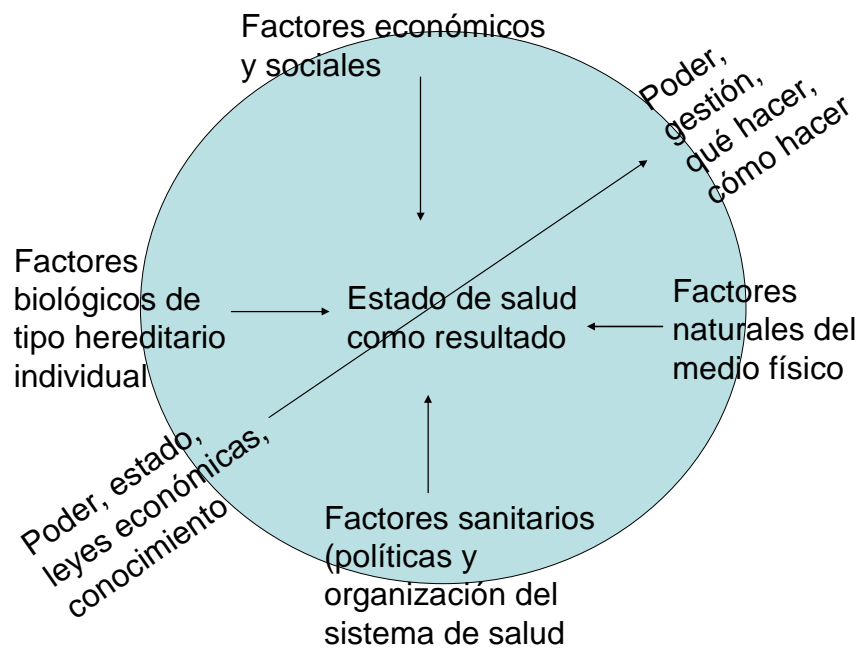 Factores económicos
y sociales
Poder,
gestión,
qué hacer,
cómo hacer
Factores
biológicos de
tipo hereditario
individual
Estado de salud
como resultado
Factores
naturales del
medio físico
Poder, estado,
leyes económicas,
conocimiento
Factores sanitarios
(políticas y
organización del
sistema de salud